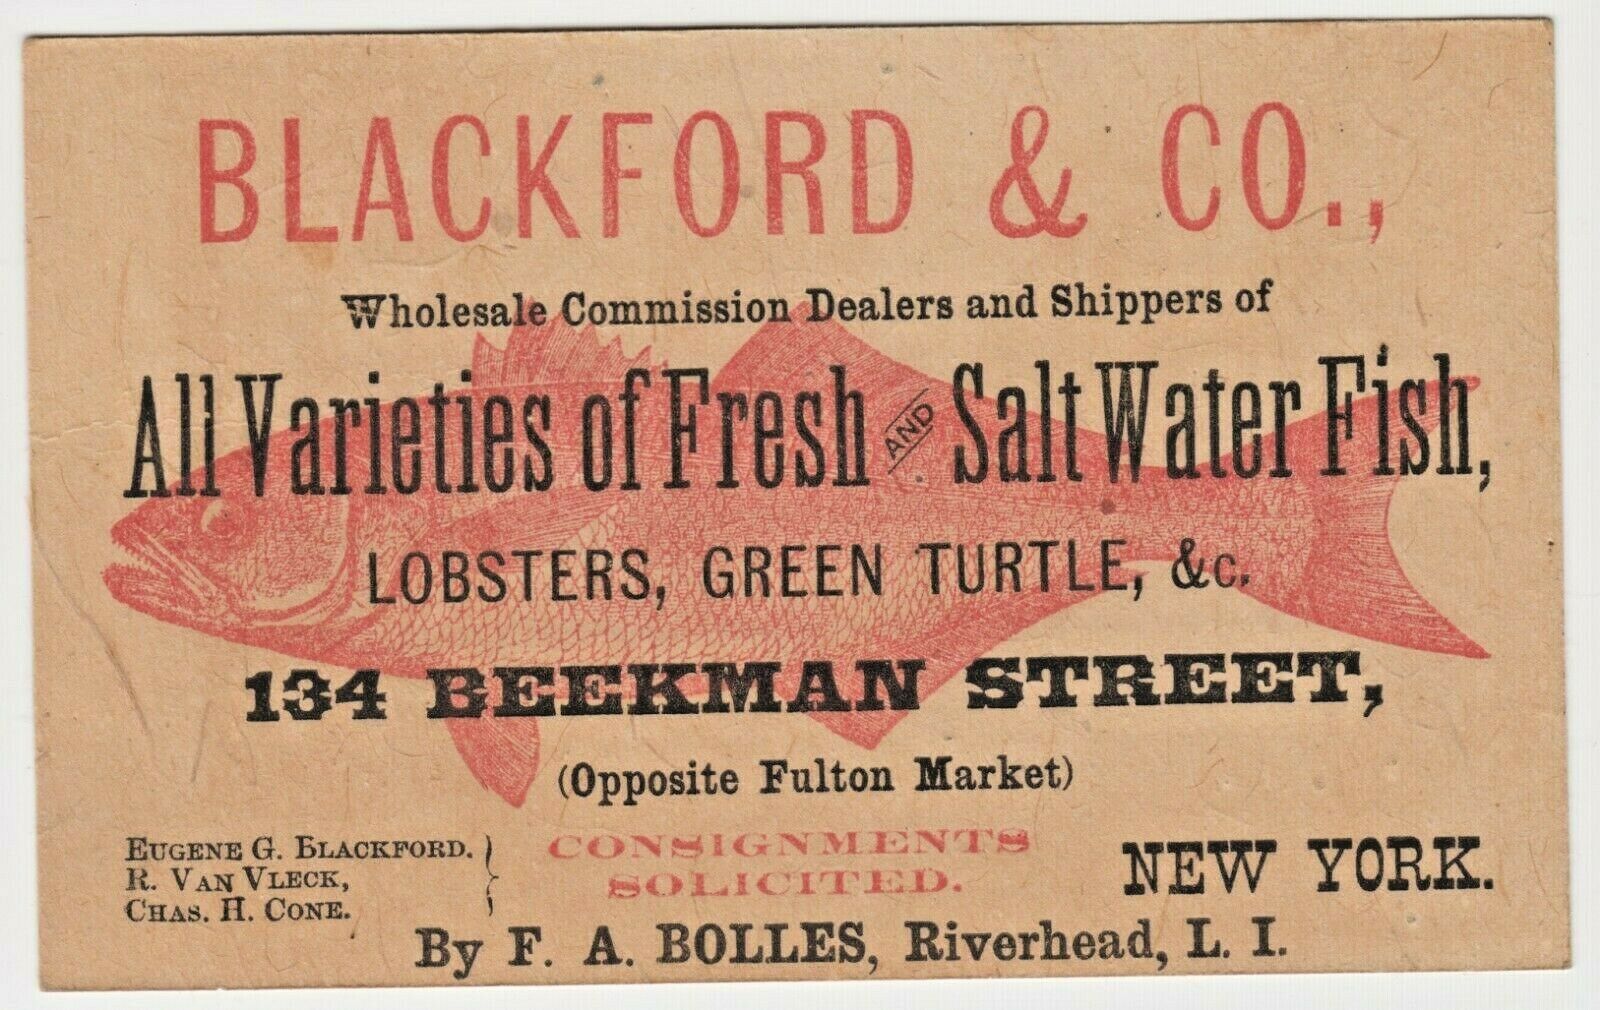 BLACKFORD & CO.,
Wholesale Commission Dealers and Shippers of
All Varieties of Fresh AND Salt Water Fish,
LOBSTERS, GREEN TURTLE, &c.
134 BEEKMAN STREET,
(Opposite Fulton Market)
EUGENE G. BLACKFORD.
R. VAN VLECK,
CHAS. H. CONE.
CONSIGNMENTS
SOLICITED.
NEW YORK.
By F. A. BOLLES, Riverhead, L. I.